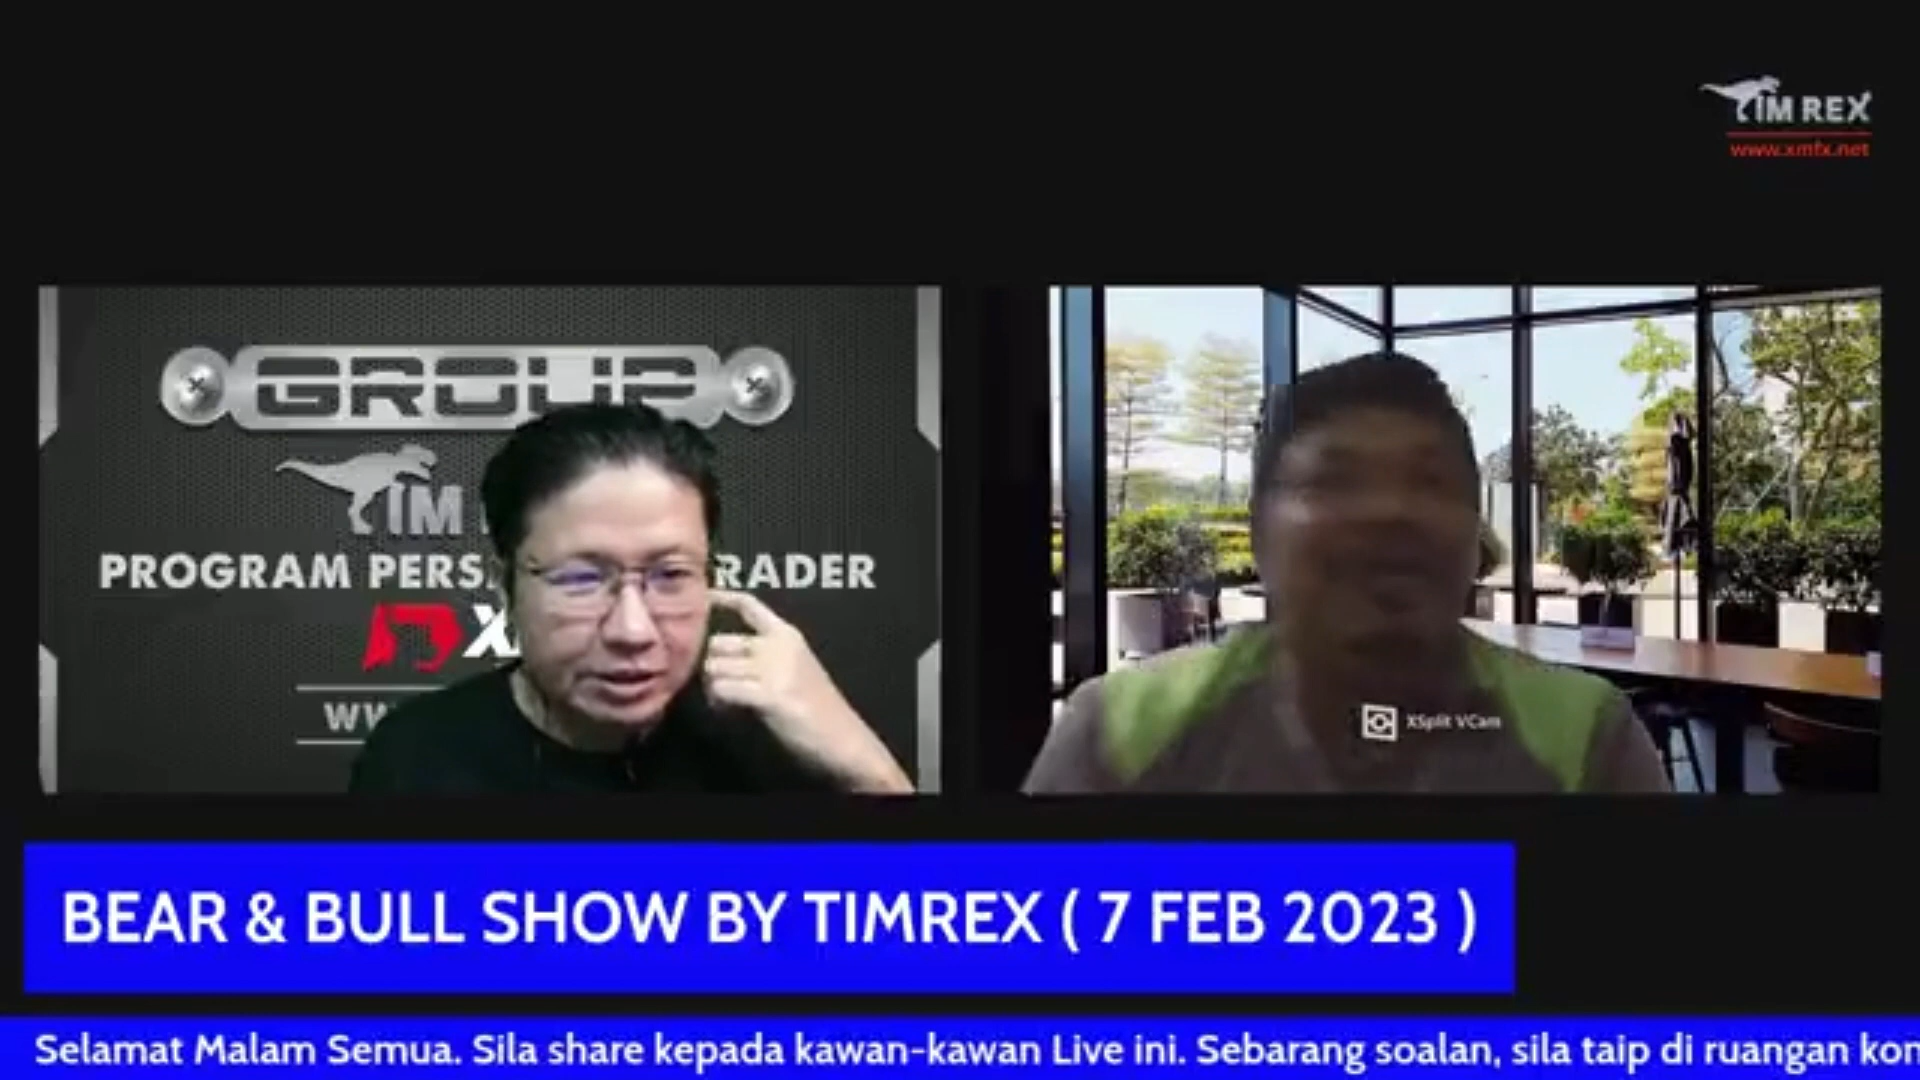 TIM REX
www.xmfx.net
GROUP
TIM
PROGRAM PERS
RADER
X
WW
XSplit VCam
BEAR & BULL SHOW BY TIMREX ( 7 FEB 2023 )
Selamat Malam Semua. Sila share kepada kawan-kawan Live ini. Sebarang soalan, sila taip di ruangan kom